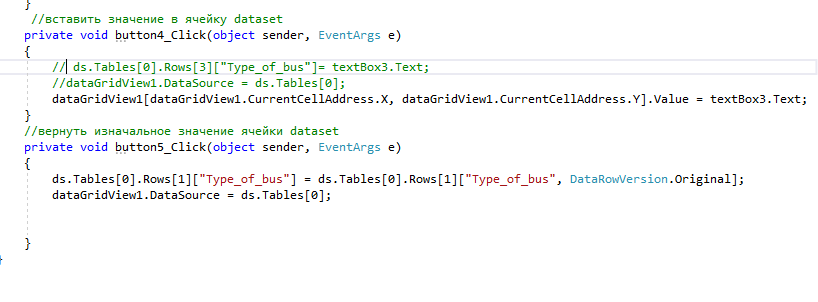 }
//вставить значение в ячейку dataset
private void button4_Click(object sender, EventArgs e)
{
// ds.Tables[0].Rows[3]["Type_of_bus"]= textBox3.Text;
//dataGridView1.DataSource = ds.Tables[0];
dataGridView1[dataGridView1.CurrentCellAddress.X, dataGridView1.CurrentCellAddress.Y].Value = textBox3.Text;
}
//вернуть изначальное значение ячейки dataset
private void button5_Click(object sender, EventArgs e)
{
ds.Tables[0].Rows[1]["Type_of_bus"] = ds.Tables[0].Rows[1]["Type_of_bus", DataRowVersion.Original];
dataGridView1.DataSource = ds.Tables[0];
}
}